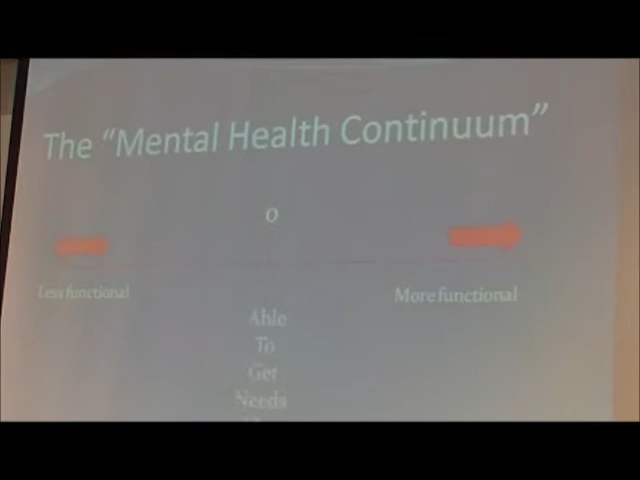 The “Mental Health Continuum”
0
Less functional
More functional
Able
To
Get
Needs